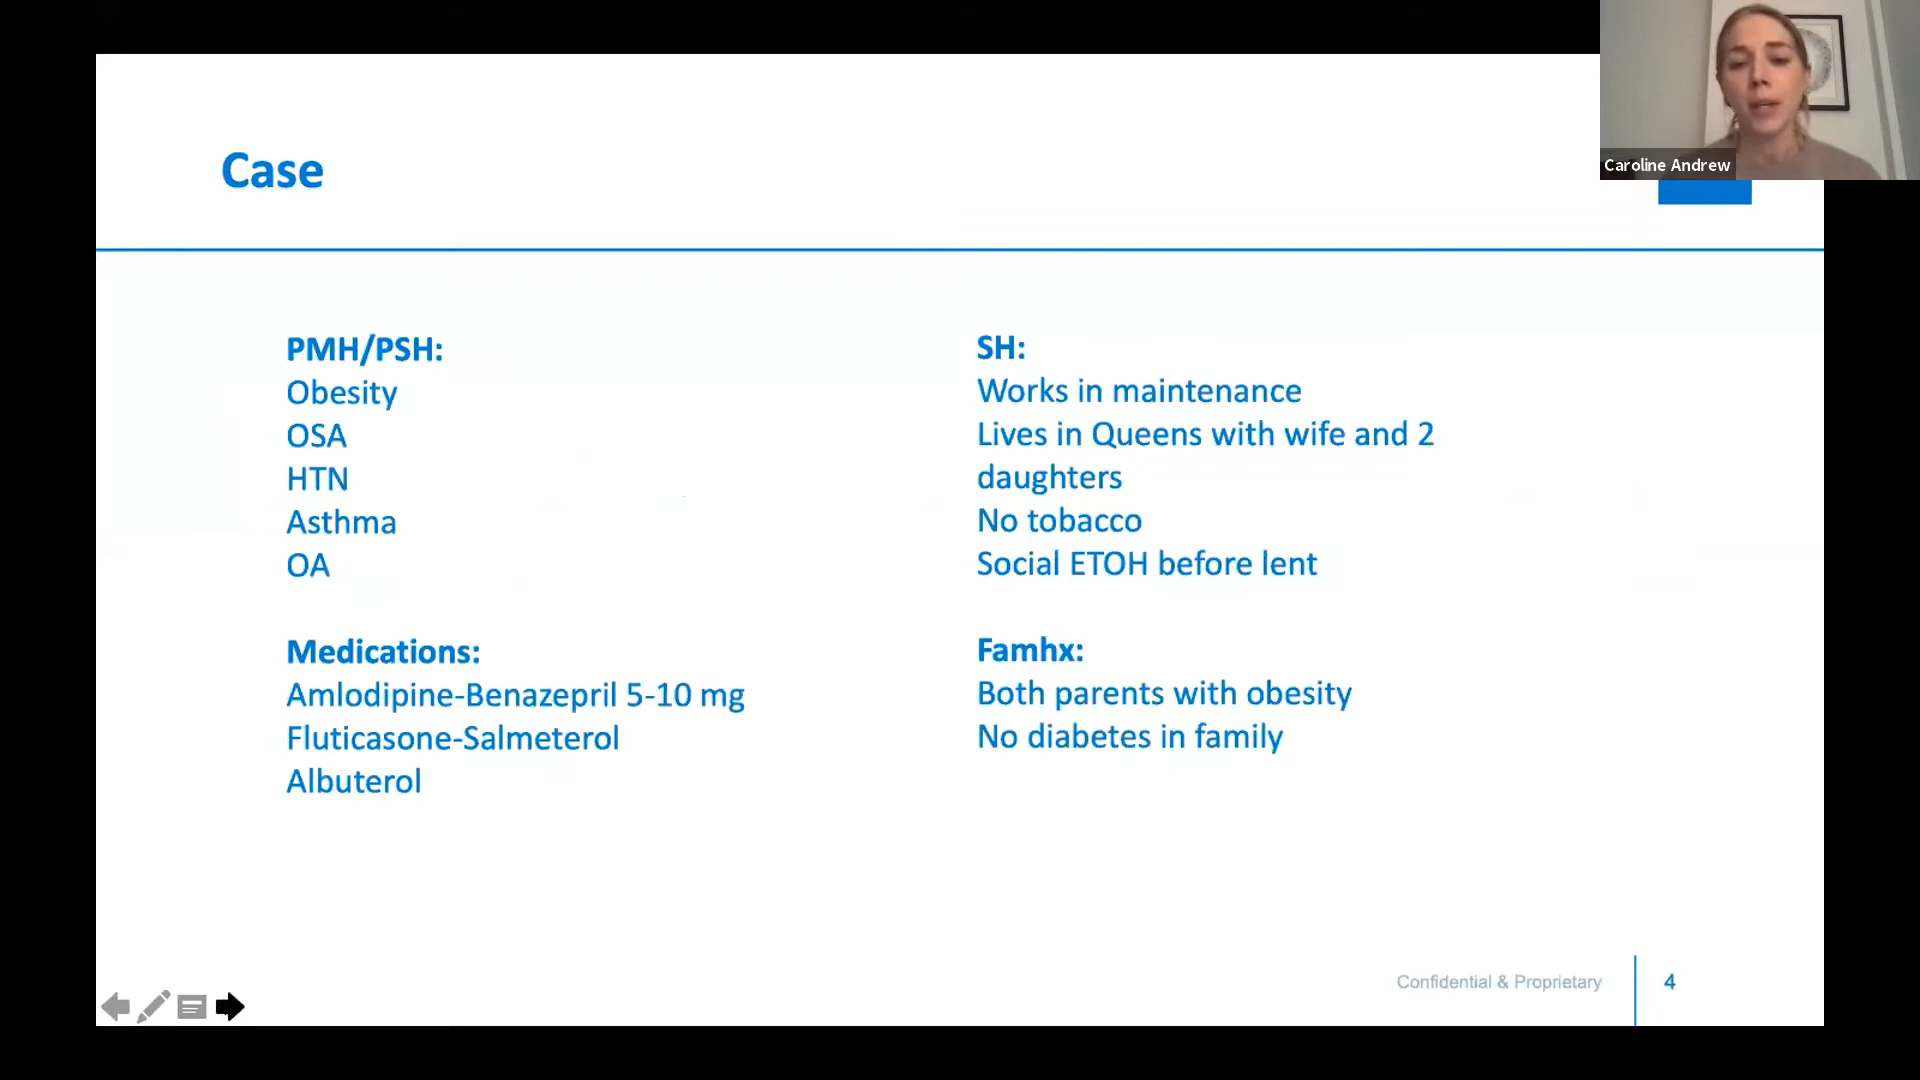 Caroline Andrew
Case
PMH/PSH:
Obesity
OSA
HTN
Asthma
OA
Medications:
Amlodipine-Benazepril 5-10 mg
Fluticasone-Salmeterol
Albuterol
SH:
Works in maintenance
Lives in Queens with wife and 2
daughters
No tobacco
Social ETOH before lent
Famhx:
Both parents with obesity
No diabetes in family
Confidential & Proprietary
4